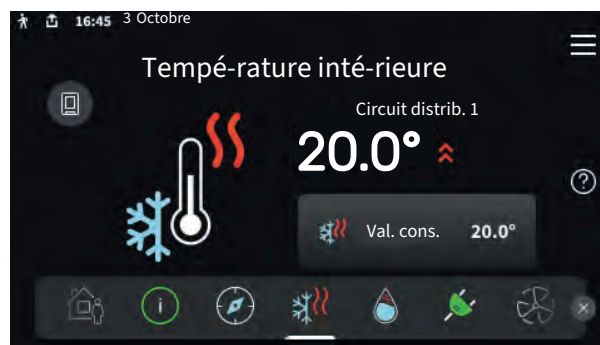 16:45 3 Octobre
Tempé-rature inté-rieure
Circuit distrib. 1
20.0°
?
Val. cons. 20.0°
i